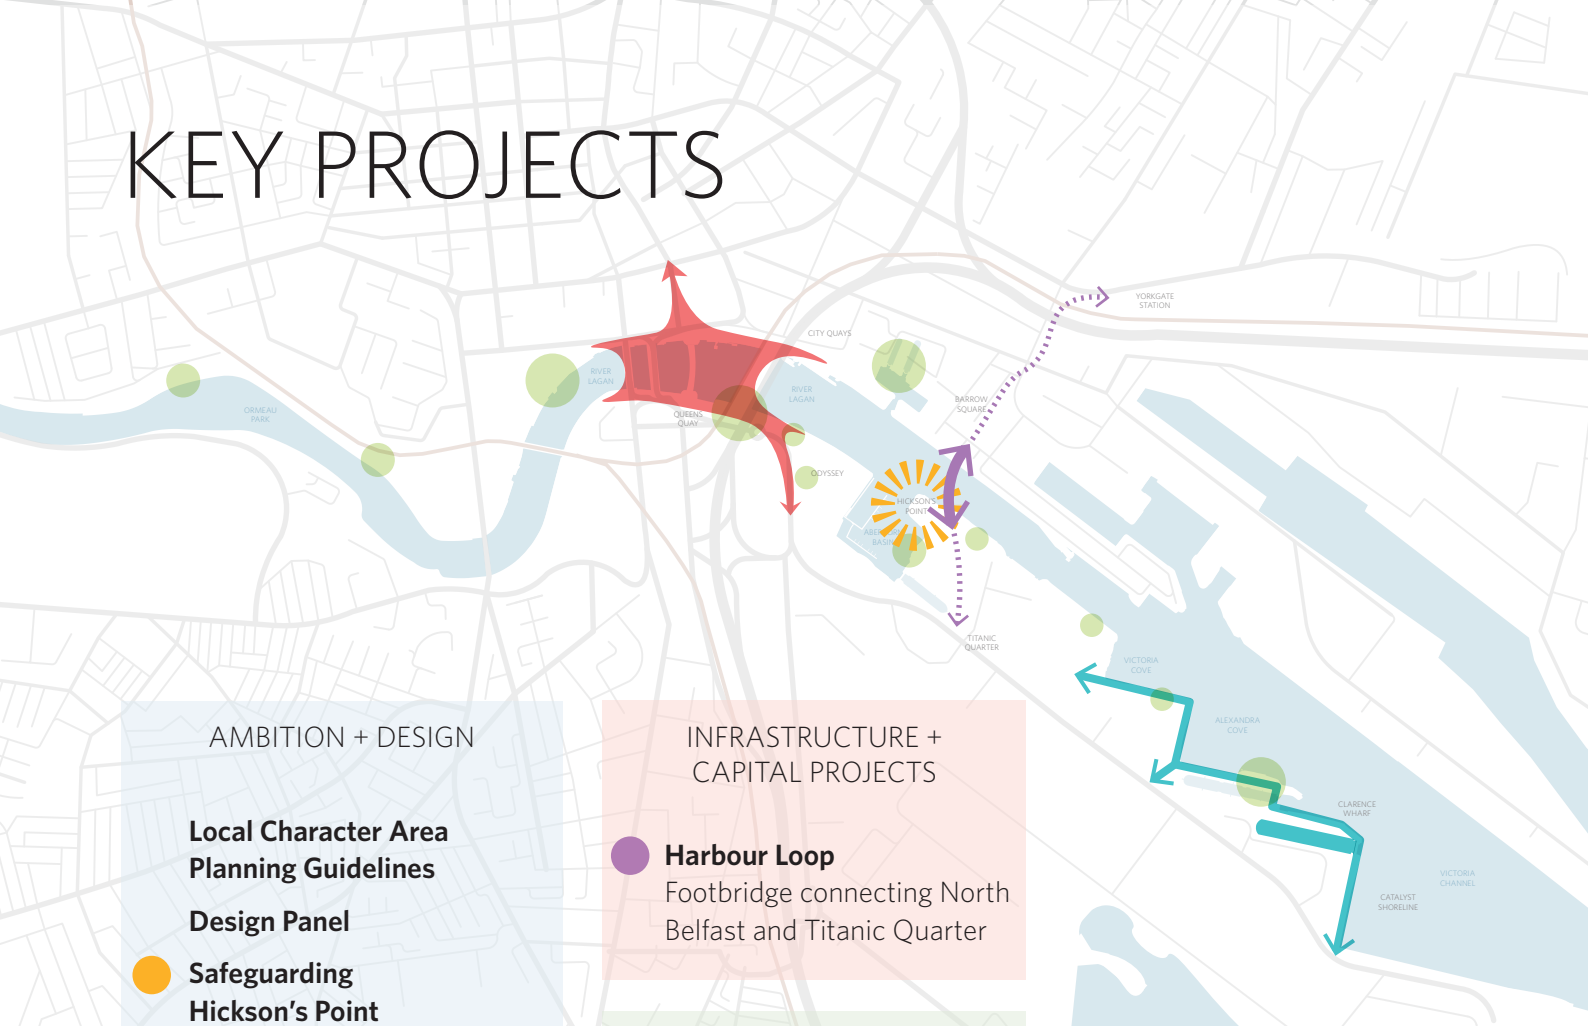 KEY PROJECTS
YORKGATE
STATION
CITY QUAYS
RIVER
LAGAN
RIVER
LAGAN
BARROW
SQUARE
ORMEAU
PARK
QUEENS
QUAY
ODYSSEY
HICKSON'S
POINT
BASIN
TITANIC
QUARTER
VICTORIA
COVE
ALEXANDRA
COVE
CLARENCE
WHARF
VICTORIA
CHANNEL
CATALYST
SHORELINE
AMBITION + DESIGN
Local Character Area
Planning Guidelines
Design Panel
Safeguarding
Hickson’s Point
INFRASTRUCTURE +
CAPITAL PROJECTS
Harbour Loop
Footbridge connecting North
Belfast and Titanic Quarter